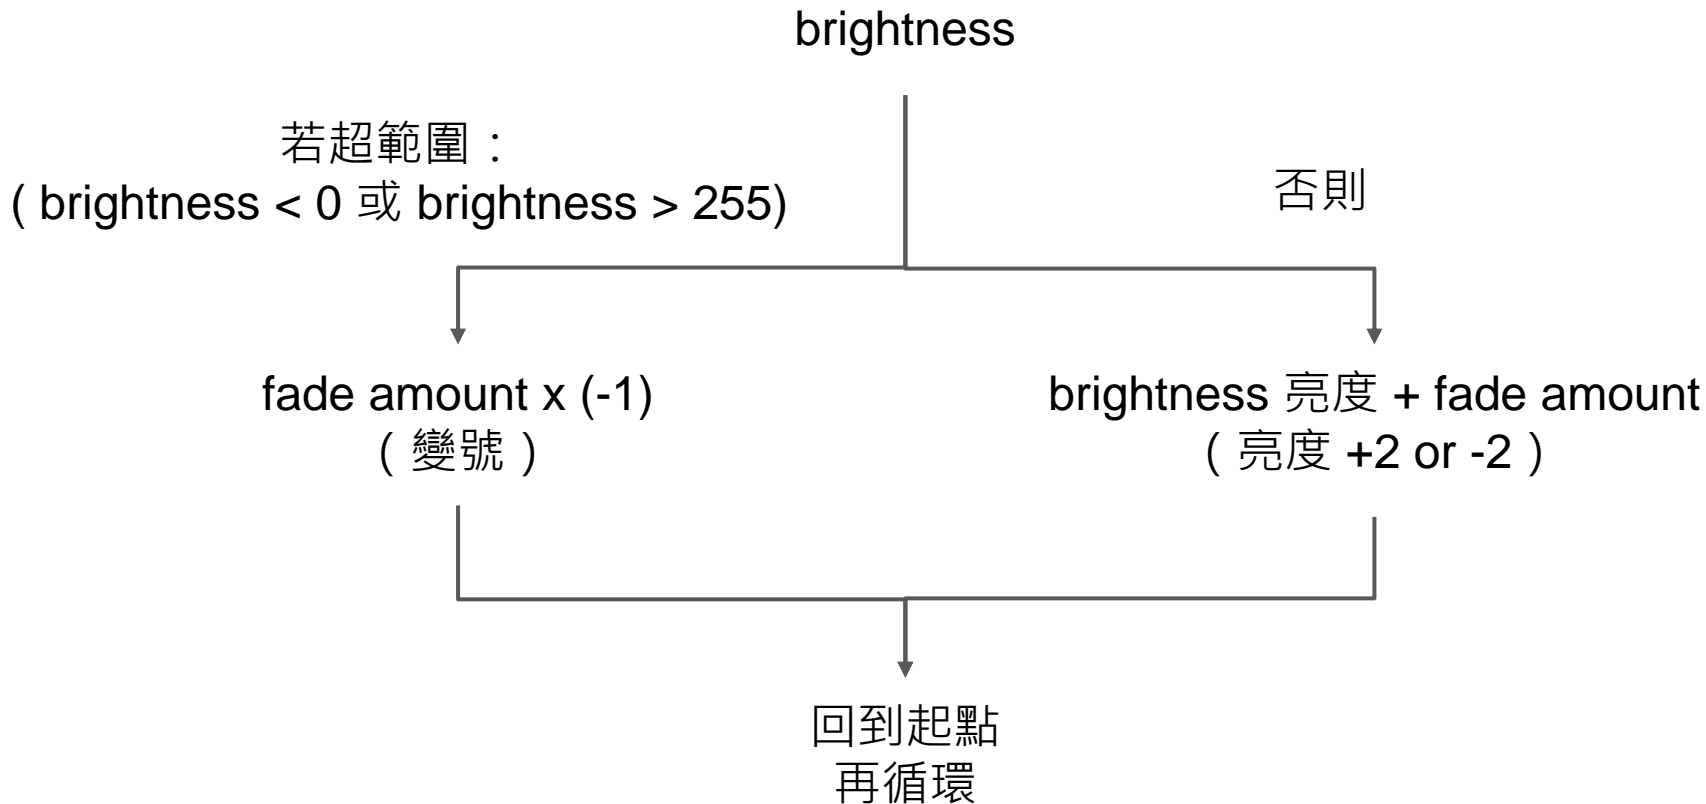 brightness
若超範圍：
( brightness < 0 或 brightness > 255)
否則
fade amount x (-1)
（變號）
brightness 亮度 + fade amount
（亮度 +2 or -2）
回到起點
再循環